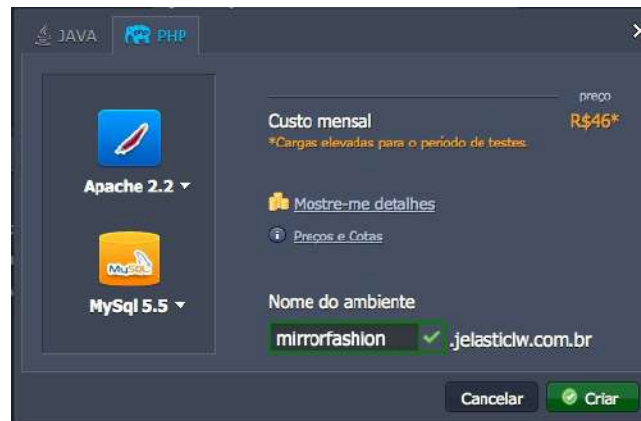 JAVA PHP
preço
Custo mensal R$46*
*Cargas elevadas para o período de testes.
Apache 2.2
Mostre-me detalhes
Preços e Cotas
MySQL
MySql 5.5
Nome do ambiente
mirrorfashion .jelasticlw.com.br
Cancelar Criar